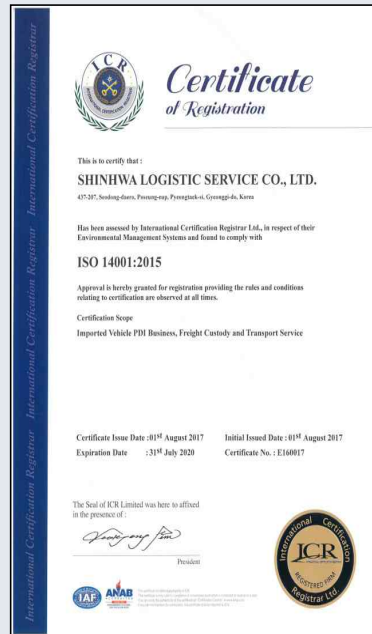 International Certification Registrar International Certification Registrar International Certification Registrar
ICR
Certificate
of Registration
This is to certify that :
SHINHWA LOGISTIC SERVICE CO., LTD.
437-207, Seodong-daero, Poseung-eup, Pyeongtaek-si, Gyeonggi-do, Korea
Has been assessed by International Certification Registrar Ltd., in respect of their
Environmental Management Systems and found to comply with
ISO 14001:2015
Approval is hereby granted for registration providing the rules and conditions
relating to certification are observed at all times.
Certification Scope
Imported Vehicle PDI Business, Freight Custody and Transport Service
Certificate Issue Date :01st August 2017 Initial Issued Date : 01st August 2017
Expiration Date : 31st July 2020 Certificate No. : E160017
The Seal of ICR Limited was here to affixed
in the presence of :
President
IAF
ANAB
International Certification
ICR
REGISTERED FIRM
Registrar Ltd.